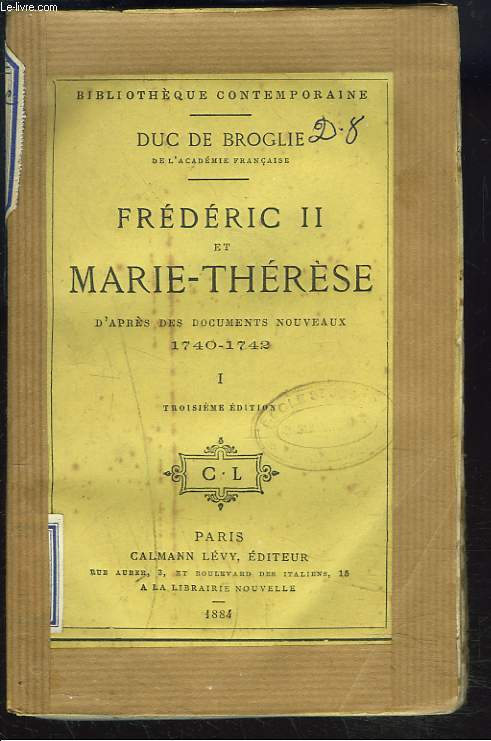 Le-livre.com
BIBLIOTHÈQUE CONTEMPORAINE
DUC DE BROGLIE D.8
DE L'ACADÉMIE FRANÇAISE
FRÉDÉRIC II
ET
MARIE-THÉRÈSE
D'APRÈS DES DOCUMENTS NOUVEAUX
1740-1742
I
TROISIÈME ÉDITION
C·L
PARIS
CALMANN LÉVY, ÉDITEUR
RUE AUBER, 3, ET BOULEVARD DES ITALIENS, 15
A LA LIBRAIRIE NOUVELLE
1884